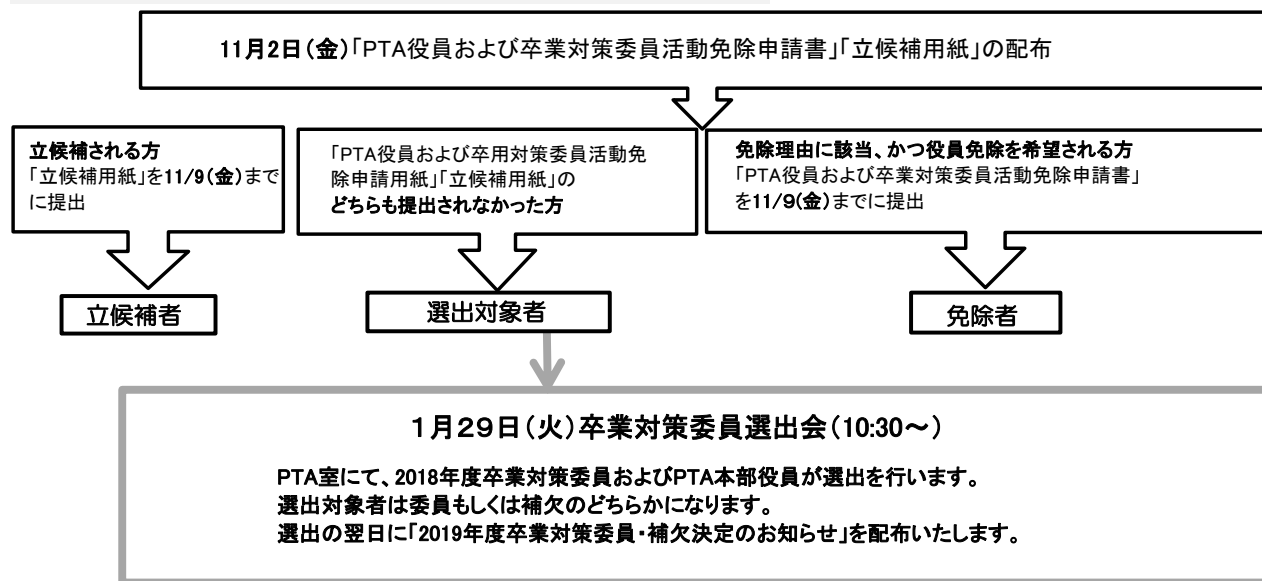 11月2日(金)「PTA役員および卒業対策委員活動免除申請書」「立候補用紙」の配布
立候補される方
「立候補用紙」を11/9(金)まで
に提出
「PTA役員および卒用対策委員活動免
除申請用紙」「立候補用紙」の
どちらも提出されなかった方
免除理由に該当、かつ役員免除を希望される方
「PTA役員および卒業対策委員活動免除申請書」
を11/9(金)までに提出
立候補者
選出対象者
免除者
1月29日(火)卒業対策委員選出会(10:30～)
PTA室にて、2018年度卒業対策委員およびPTA本部役員が選出を行います。
選出対象者は委員もしくは補欠のどちらかになります。
選出の翌日に「2019年度卒業対策委員・補欠決定のお知らせ」を配布いたします。